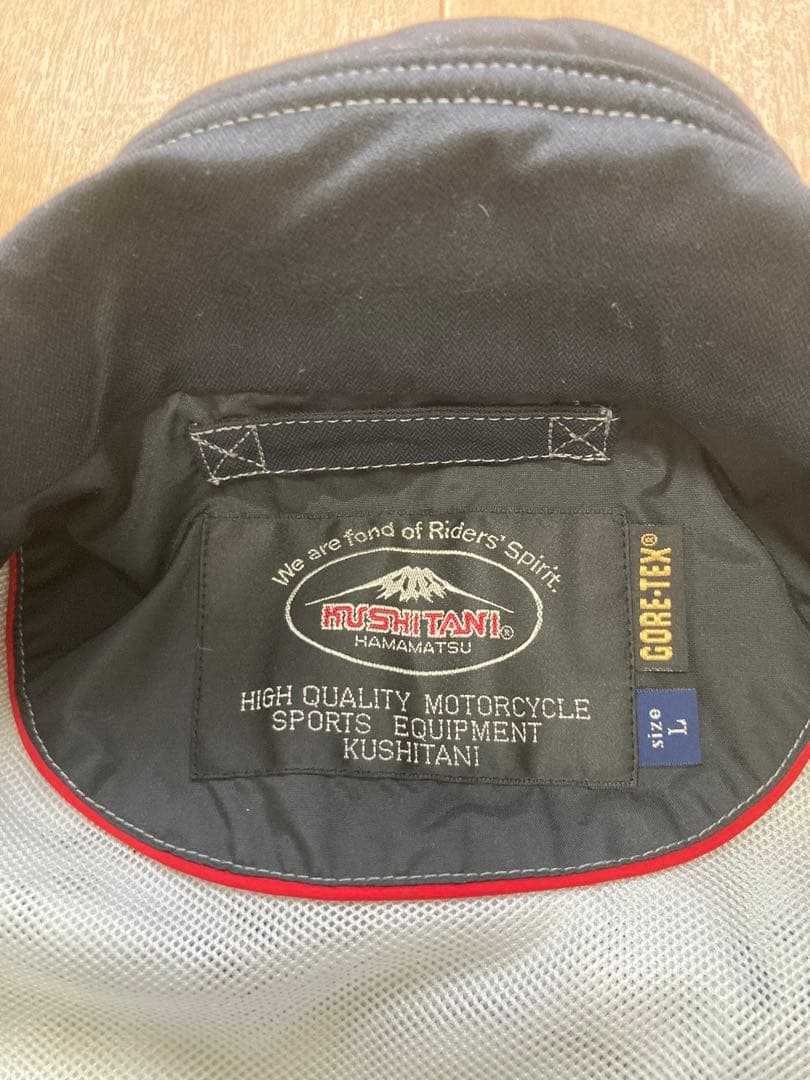 We are fond of Riders' Spirit.
KUSHITANI®
HAMAMATSU
HIGH QUALITY MOTORCYCLE
SPORTS EQUIPMENT
KUSHITANI
GORE-TEX®
size
L